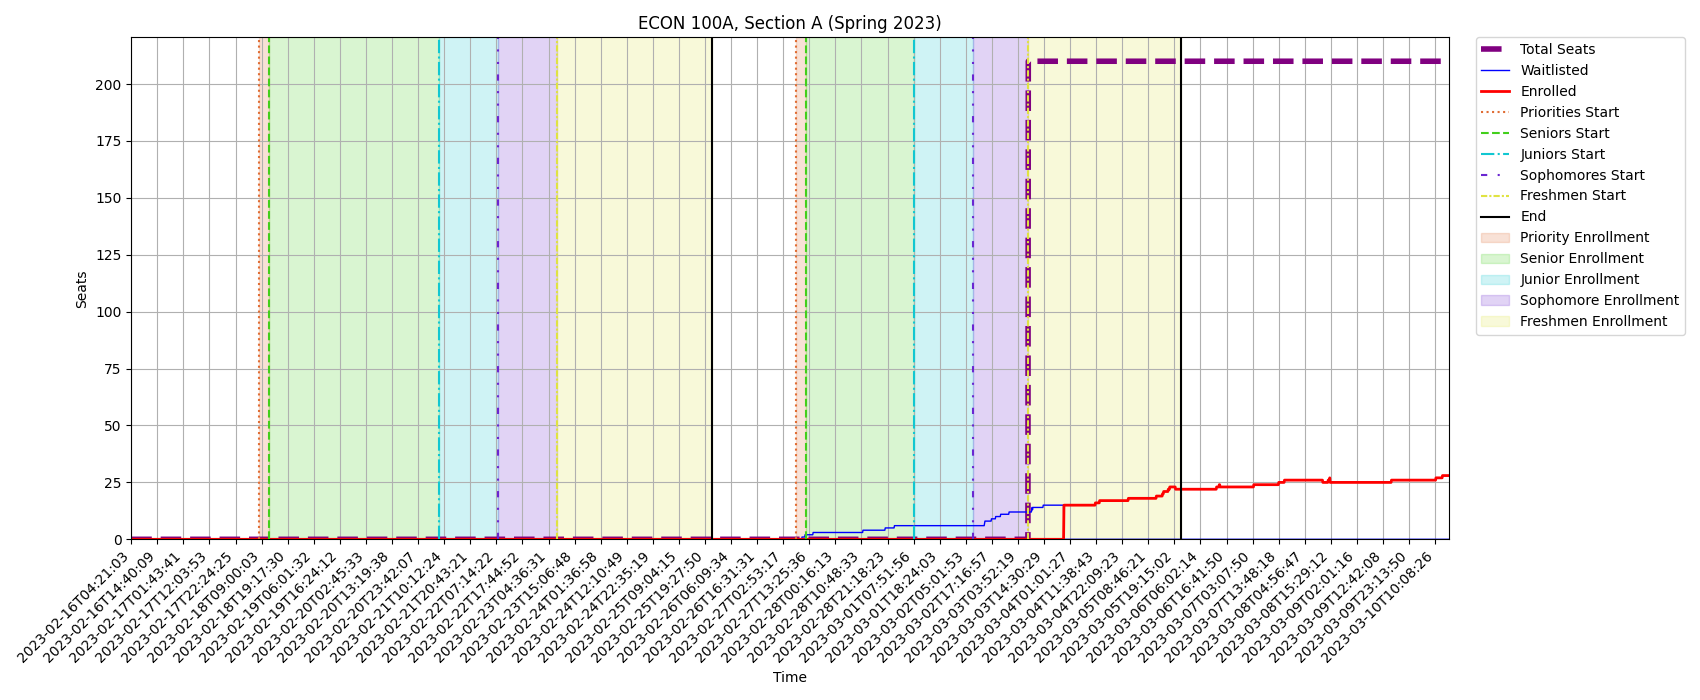 ECON 100A, Section A (Spring 2023)
Seats
200
175
150
125
100
75
50
25
0
2023-02-16T04:21:03
2023-02-16T14:40:09
2023-02-17T01:43:41
2023-02-17T12:03:53
2023-02-17T22:24:25
2023-02-18T09:00:03
2023-02-18T19:17:30
2023-02-19T06:01:32
2023-02-19T16:24:12
2023-02-20T02:45:33
2023-02-20T13:19:38
2023-02-20T23:42:07
2023-02-21T10:12:24
2023-02-21T20:43:21
2023-02-22T07:14:22
2023-02-22T17:44:52
2023-02-23T04:36:31
2023-02-23T15:06:48
2023-02-24T01:36:58
2023-02-24T12:10:49
2023-02-24T22:35:19
2023-02-25T09:04:15
2023-02-25T19:27:50
2023-02-26T06:09:34
2023-02-26T16:31:31
2023-02-27T02:53:17
2023-02-27T13:25:36
2023-02-28T00:16:13
2023-02-28T10:48:33
2023-02-28T21:18:23
2023-03-01T07:51:56
2023-03-01T18:24:03
2023-03-02T05:01:53
2023-03-02T17:16:57
2023-03-03T03:52:19
2023-03-03T14:30:29
2023-03-04T01:01:27
2023-03-04T11:38:43
2023-03-04T22:09:23
2023-03-05T08:46:21
2023-03-05T19:15:02
2023-03-06T06:02:14
2023-03-06T16:41:50
2023-03-07T03:07:50
2023-03-07T13:48:18
2023-03-08T04:56:47
2023-03-08T15:29:12
2023-03-09T02:01:16
2023-03-09T12:42:08
2023-03-09T23:13:50
2023-03-10T10:08:26
Time
Total Seats
Waitlisted
Enrolled
Priorities Start
Seniors Start
Juniors Start
Sophomores Start
Freshmen Start
End
Priority Enrollment
Senior Enrollment
Junior Enrollment
Sophomore Enrollment
Freshmen Enrollment